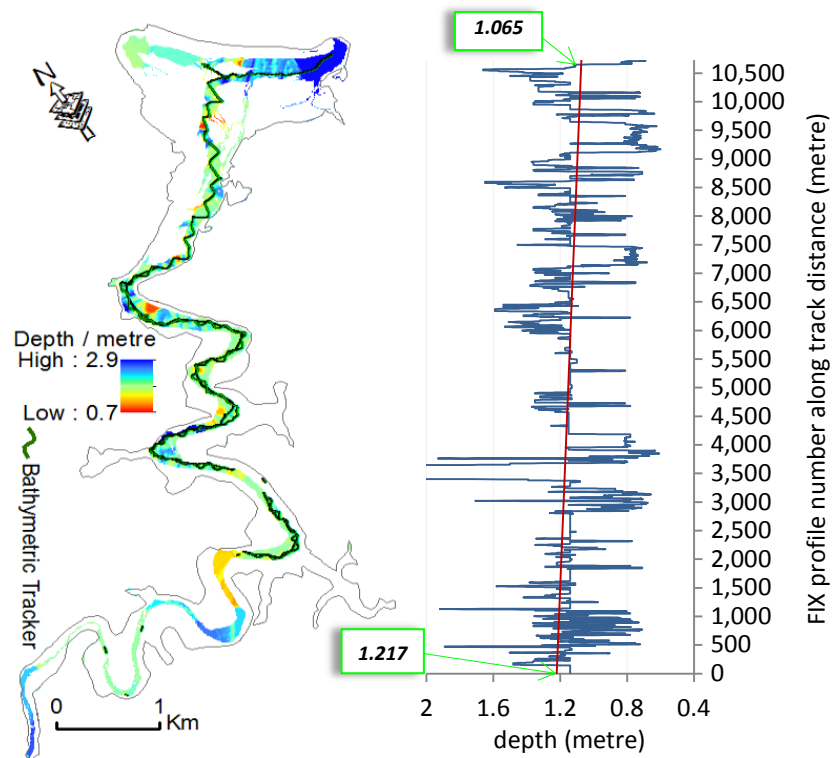 N
Depth / metre
High : 2.9
Low : 0.7
Bathymetric Tracker
0 1
Km
1.065
1.217
10,500
10,000
9,500
9,000
8,500
8,000
7,500
7,000
6,500
6,000
5,500
5,000
4,500
4,000
3,500
3,000
2,500
2,000
1,500
1,000
500
0
FIX profile number along track distance (metre)
2 1.6 1.2 0.8 0.4
depth (metre)